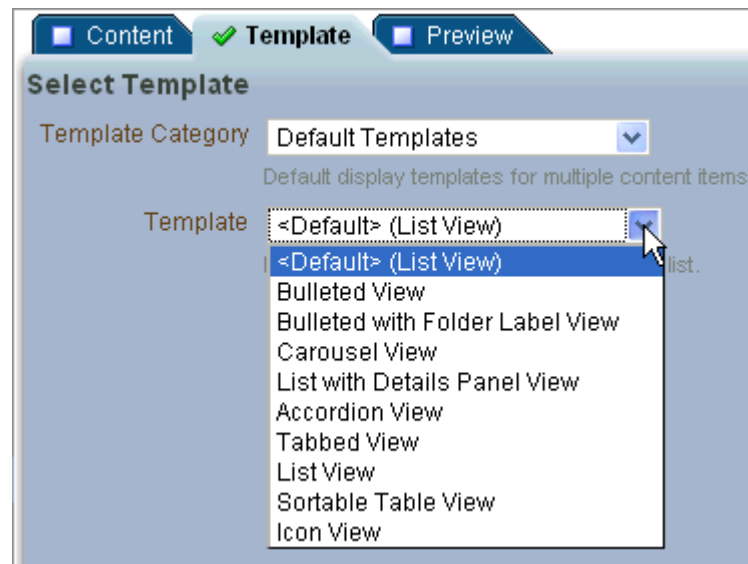 Content Template Preview
Select Template
Template Category Default Templates
Default display templates for multiple content items
Template <Default> (List View)
<Default> (List View) list.
Bulleted View
Bulleted with Folder Label View
Carousel View
List with Details Panel View
Accordion View
Tabbed View
List View
Sortable Table View
Icon View